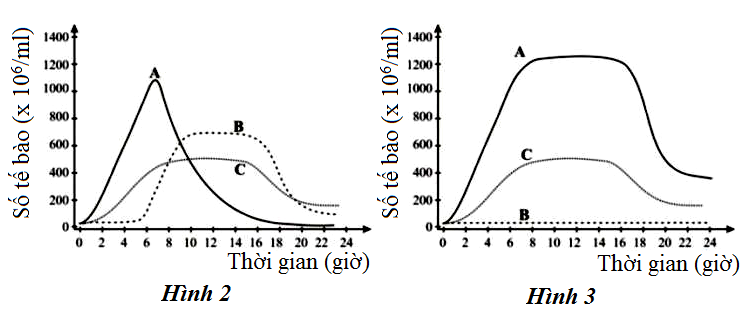 Số tế bào (x 10⁶/ml)
1400
1200
1000
800
600
400
200
0
A
B
C
0 2 4 6 8 10 12 14 16 18 20 22 24
Thời gian (giờ)
Hình 2
Số tế bào (x 10⁶/ml)
1400
1200
1000
800
600
400
200
0
A
C
B
0 2 4 6 8 10 12 14 16 18 20 22 24
Thời gian (giờ)
Hình 3